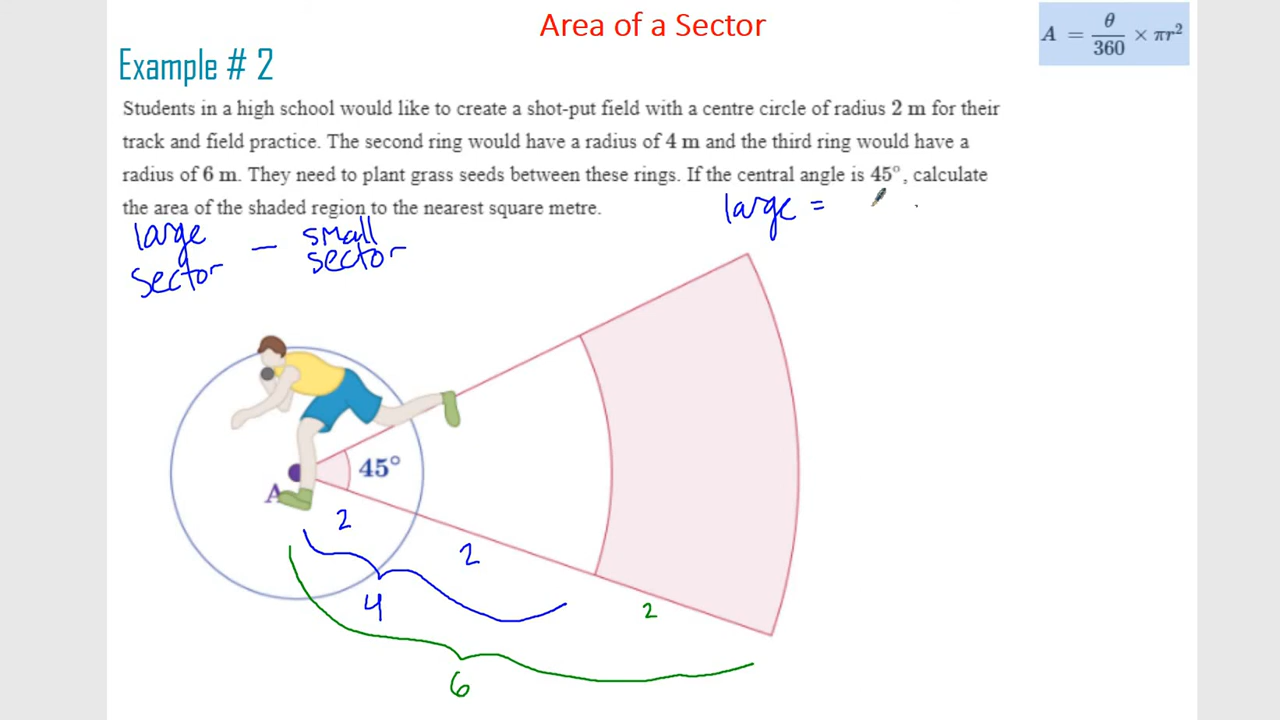 Area of a Sector
A = θ/360 × πr²
Example # 2
Students in a high school would like to create a shot-put field with a centre circle of radius 2 m for their
track and field practice. The second ring would have a radius of 4 m and the third ring would have a
radius of 6 m. They need to plant grass seeds between these rings. If the central angle is 45°, calculate
the area of the shaded region to the nearest square metre.
large =
large sector − small sector
45°
A
2
2
4
2
6